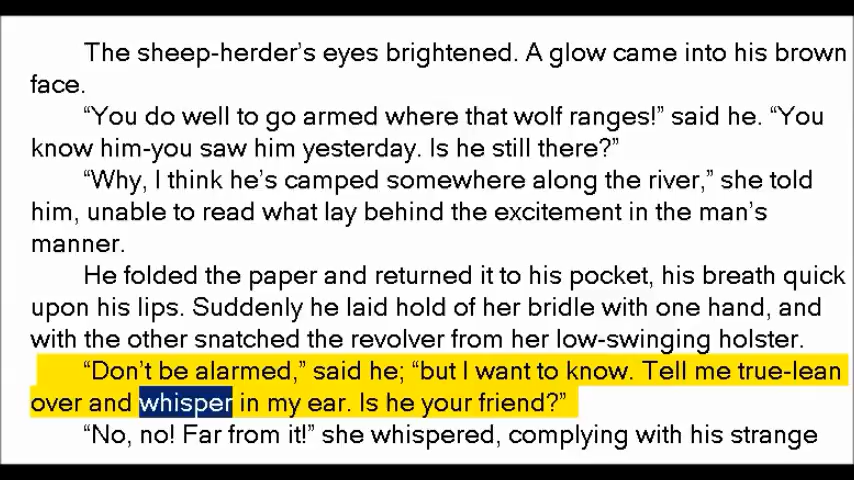 The sheep-herder’s eyes brightened. A glow came into his brown
face.
“You do well to go armed where that wolf ranges!” said he. “You
know him-you saw him yesterday. Is he still there?”
“Why, I think he’s camped somewhere along the river,” she told
him, unable to read what lay behind the excitement in the man’s
manner.
He folded the paper and returned it to his pocket, his breath quick
upon his lips. Suddenly he laid hold of her bridle with one hand, and
with the other snatched the revolver from her low-swinging holster.
“Don’t be alarmed,” said he; “but I want to know. Tell me true-lean
over and whisper in my ear. Is he your friend?”
“No, no! Far from it!” she whispered, complying with his strange